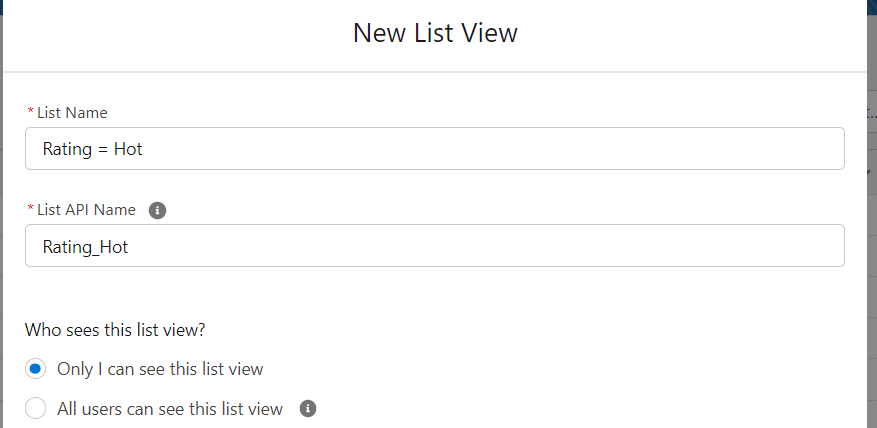 New List View
* List Name
Rating = Hot
* List API Name
Rating_Hot
Who sees this list view?
Only I can see this list view
All users can see this list view